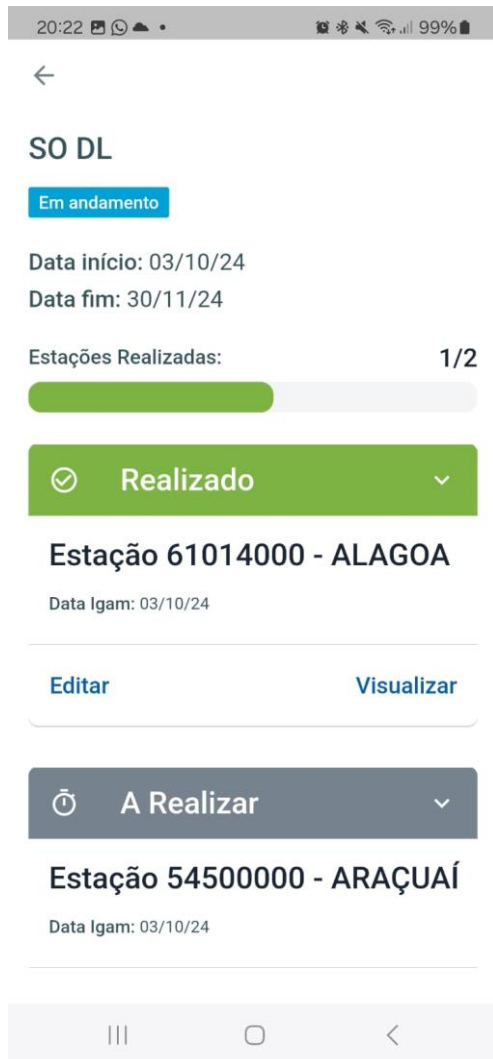 20:22 99%
SO DL
Em andamento
Data início: 03/10/24
Data fim: 30/11/24
Estações Realizadas: 1/2
Realizado
Estação 61014000 - ALAGOA
Data Igam: 03/10/24
Editar Visualizar
A Realizar
Estação 54500000 - ARAÇUAÍ
Data Igam: 03/10/24